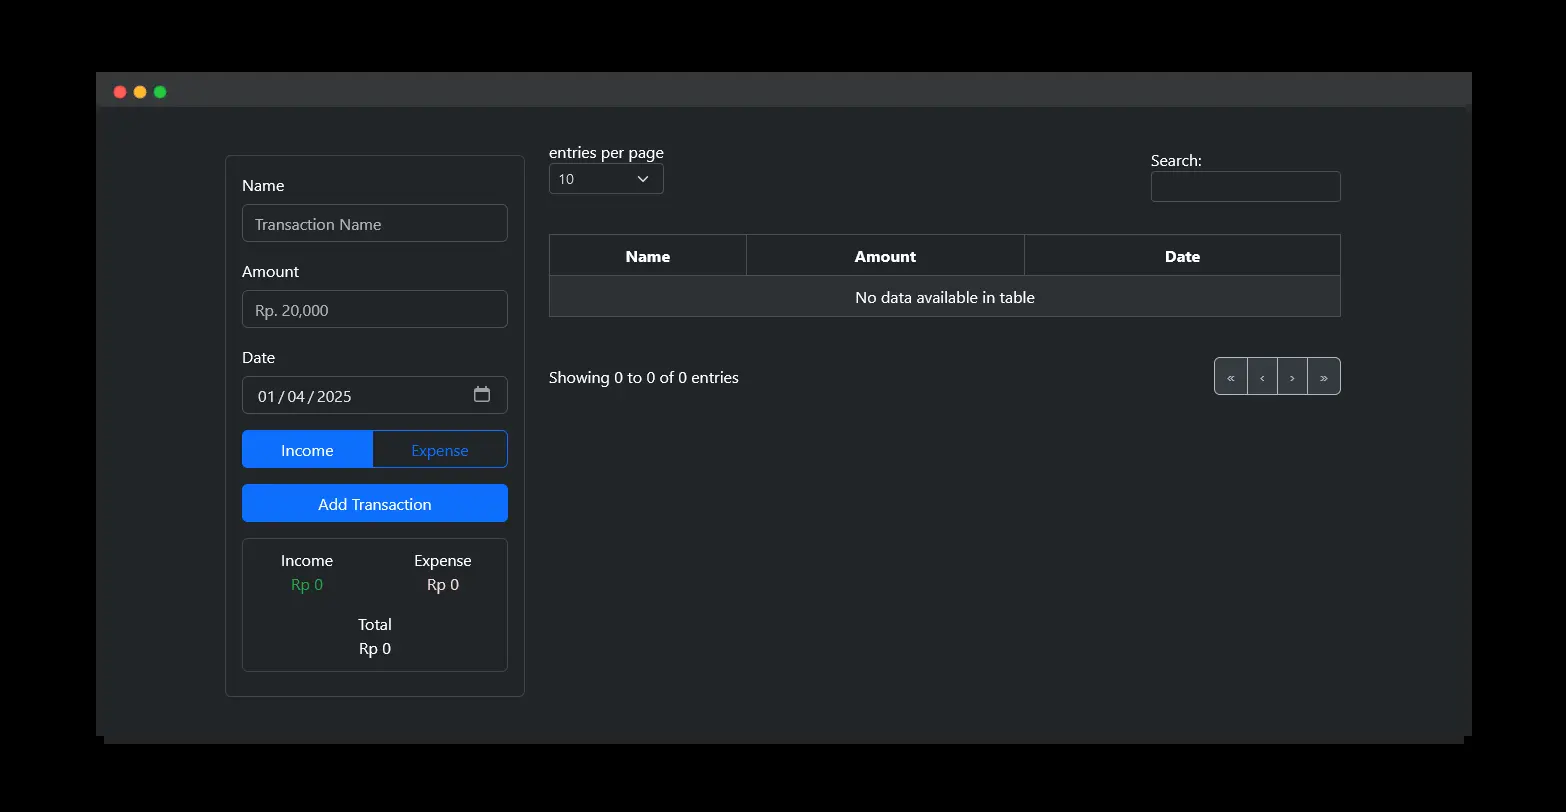 Name
Transaction Name
Amount
Rp. 20,000
Date
01/04/2025
Income Expense
Add Transaction
Income Expense
Rp 0 Rp 0
Total
Rp 0
entries per page
10
Search:
Name Amount Date
No data available in table
Showing 0 to 0 of 0 entries
« ‹ › »